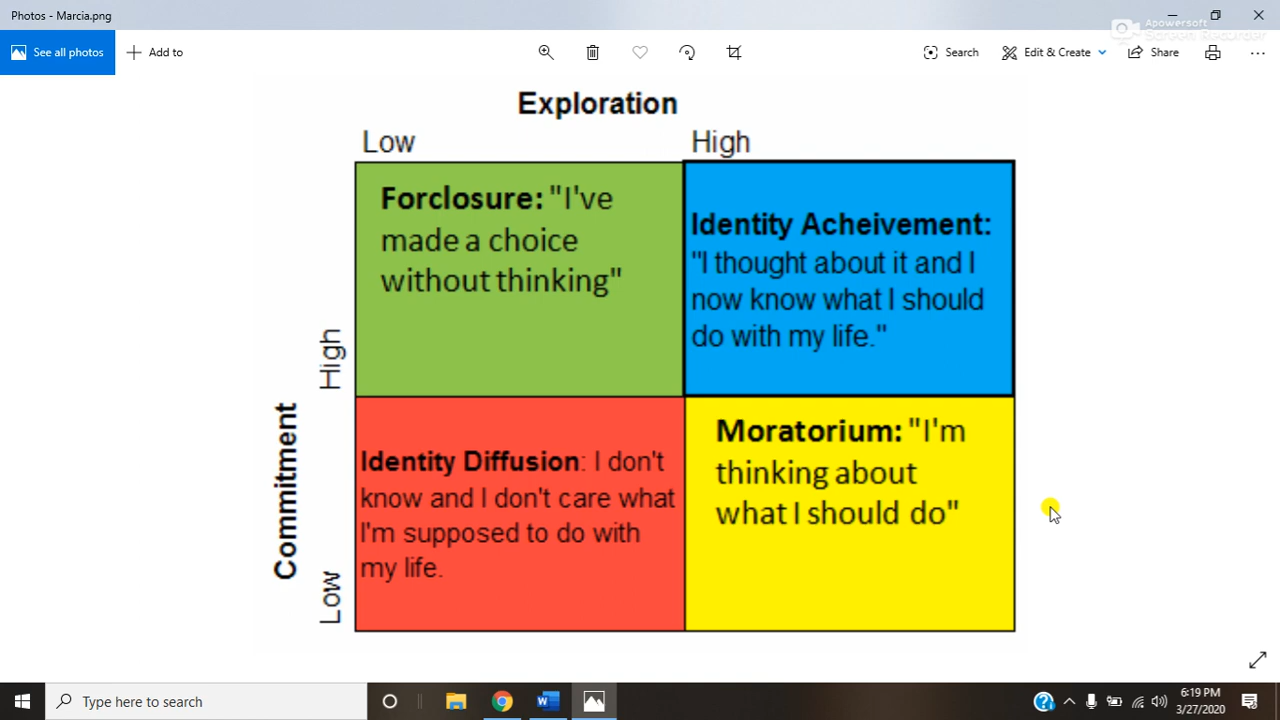 Photos - Marcia.png
Apowersoft
Screen Recorder
See all photos
Add to
Search
Edit & Create
Share
Exploration
Low
High
Forclosure: "I've
made a choice
without thinking"
Identity Acheivement:
"I thought about it and I
now know what I should
do with my life."
High
Commitment
Low
Identity Diffusion: I don't
know and I don't care what
I'm supposed to do with
my life.
Moratorium: "I'm
thinking about
what I should do"
Type here to search
6:19 PM
3/27/2020